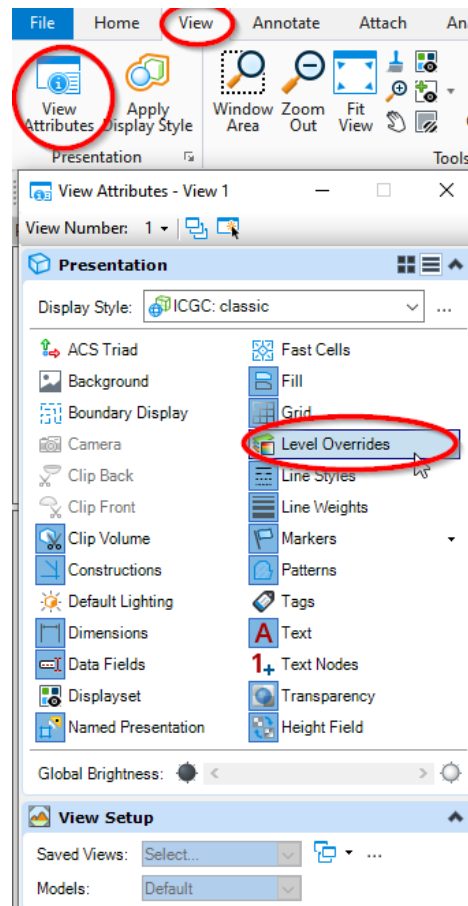 File Home View Annotate Attach An
View Attributes
Apply Display Style
Window Area
Zoom Out
Fit View
Presentation
Tools
View Attributes - View 1
View Number: 1
Presentation
Display Style: ICGC: classic ...
ACS Triad Fast Cells
Background Fill
Boundary Display Grid
Camera Level Overrides
Clip Back Line Styles
Clip Front Line Weights
Clip Volume Markers
Constructions Patterns
Default Lighting Tags
Dimensions Text
Data Fields Text Nodes
Displayset Transparency
Named Presentation Height Field
Global Brightness:
View Setup
Saved Views: Select... ...
Models: Default